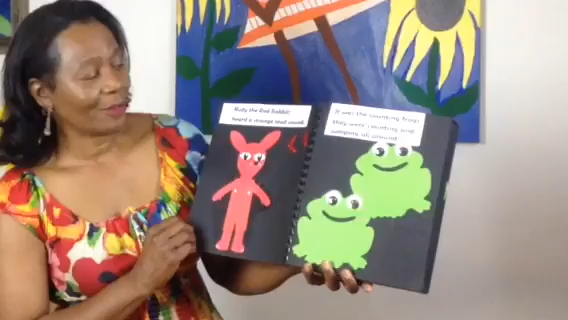 Rudy the Red Rabbit
heard a strange loud sound.
It was the counting frogs
They were counting and
jumping all around.